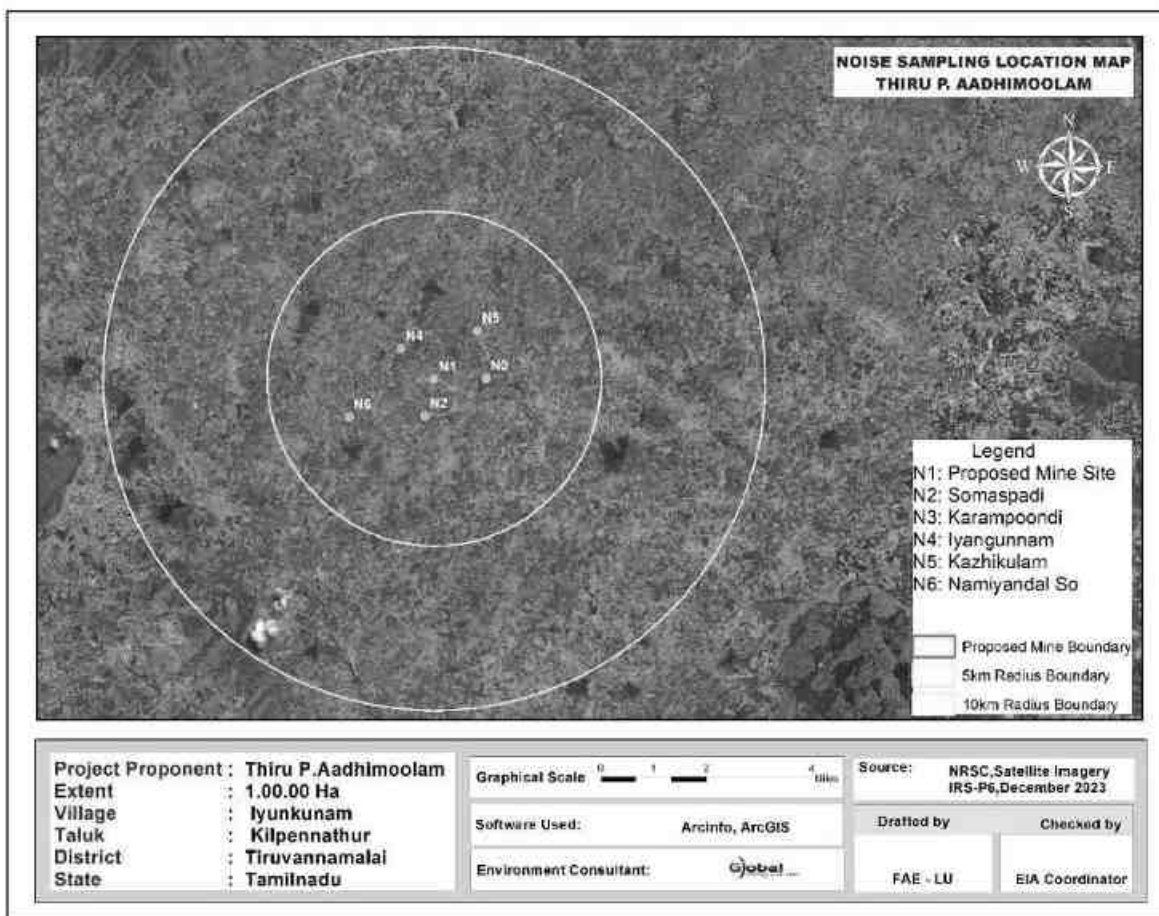 NOISE SAMPLING LOCATION MAP
THIRU P. AADHIMOOLAM
N
W E
S
N5
N4
N1 N0
N6 N2
Legend
N1: Proposed Mine Site
N2: Somaspadi
N3: Karampoondi
N4: Iyangunnam
N5: Kazhikulam
N6: Namiyandal So
Proposed Mine Boundary
5km Radius Boundary
10km Radius Boundary
Project Proponent : Thiru P.Aadhimoolam
Extent : 1.00.00 Ha
Village : Iyunkunam
Taluk : Kilpennathur
District : Tiruvannamalai
State : Tamilnadu
Graphical Scale 0 1 2 4 Miles
Software Used: Arcinfo, ArcGIS
Environment Consultant: Global
Source: NRSC,Satellite Imagery
IRS-P6,December 2023
Drafted by Checked by
FAE - LU EIA Coordinator